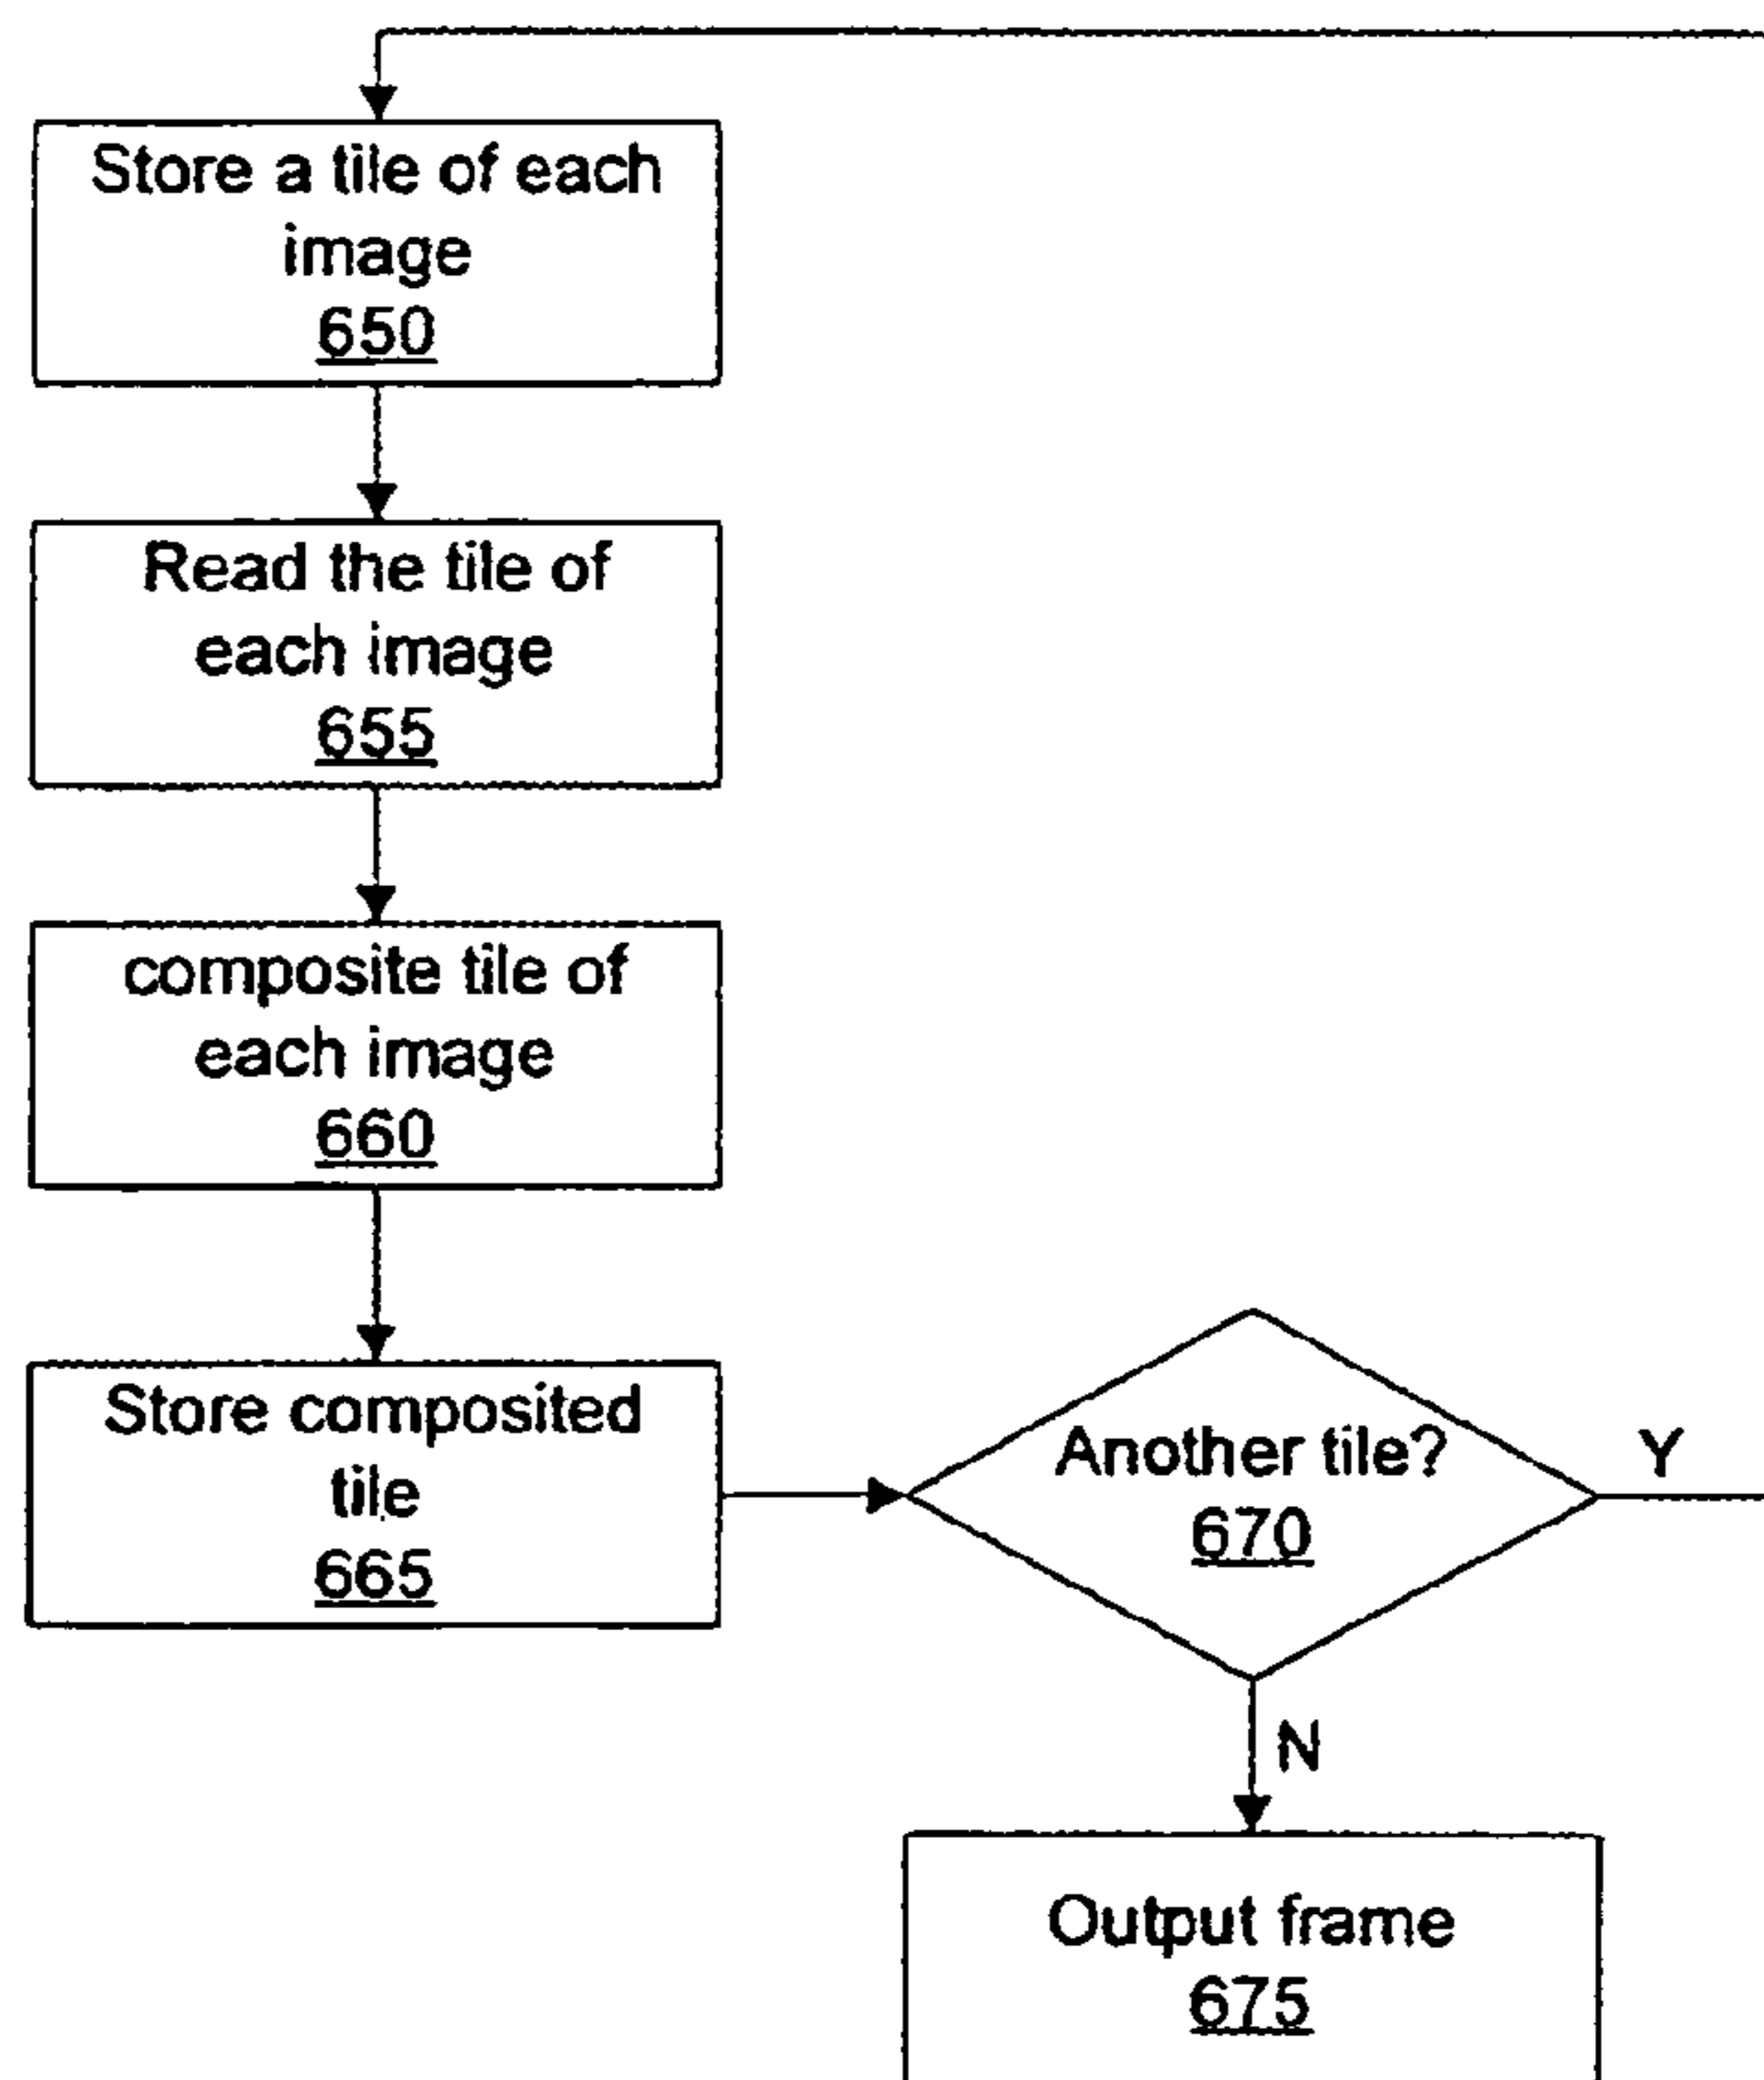 Store a tile of each
image
650
Read the tile of
each image
655
composite tile of
each image
660
Store composited
tile
665
Another tile?
670
Y
N
Output frame
675